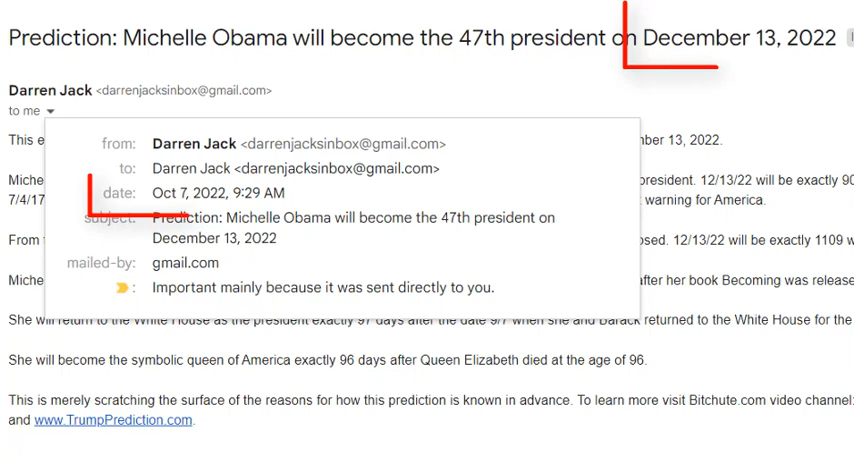 Prediction: Michelle Obama will become the 47th president on December 13, 2022
Darren Jack <darrenjacksinbox@gmail.com>
to me
This
from: Darren Jack <darrenjacksinbox@gmail.com>
to: Darren Jack <darrenjacksinbox@gmail.com>
date: Oct 7, 2022, 9:29 AM
subject: Prediction: Michelle Obama will become the 47th president on
December 13, 2022
mailed-by: gmail.com
: Important mainly because it was sent directly to you.
13, 2022.
president. 12/13/22 will be exactly
7/4/17 warning for America.
From 12/13/22 will be exactly 1109
after her book Becoming was
She will return to the White House as the president exactly 97 days after the date 9/7 when she and Barack returned to the White House for the
She will become the symbolic queen of America exactly 96 days after Queen Elizabeth died at the age of 96.
This is merely scratching the surface of the reasons for how this prediction is known in advance. To learn more visit Bitchute.com video channel:
and www.TrumpPrediction.com.